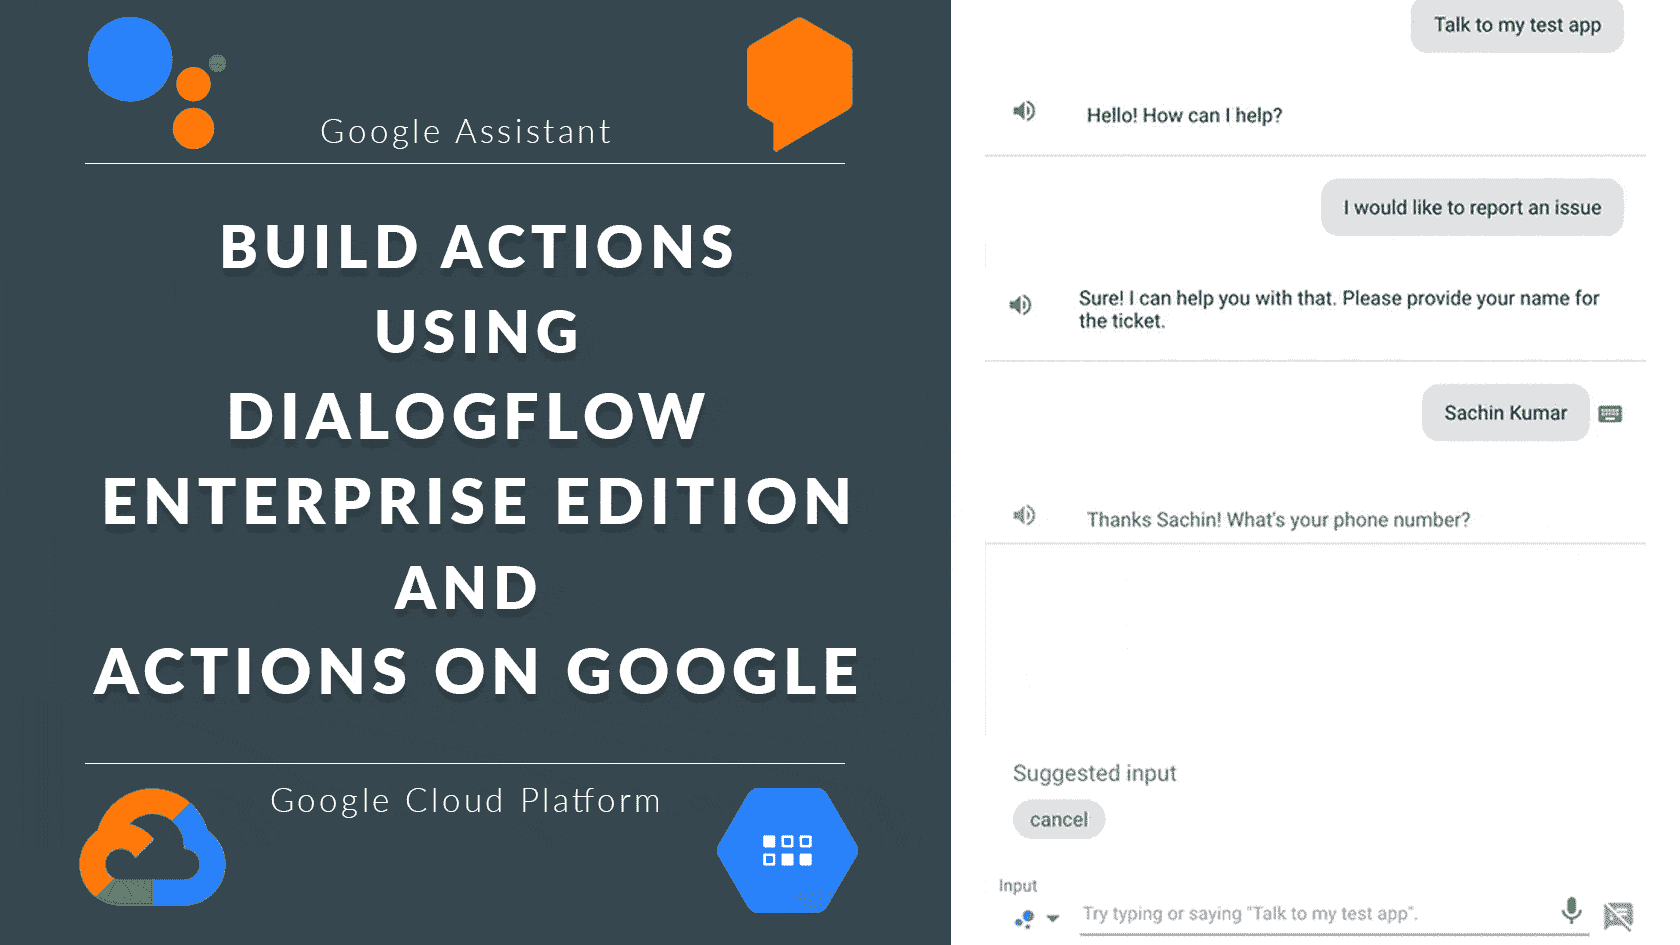 Google Assistant
BUILD ACTIONS
USING
DIALOGFLOW
ENTERPRISE EDITION
AND
ACTIONS ON GOOGLE
Google Cloud Platform
Talk to my test app
Hello! How can I help?
I would like to report an issue
Sure! I can help you with that. Please provide your name for
the ticket.
Sachin Kumar
Thanks Sachin! What's your phone number?
Suggested input
cancel
Input
Try typing or saying "Talk to my test app".